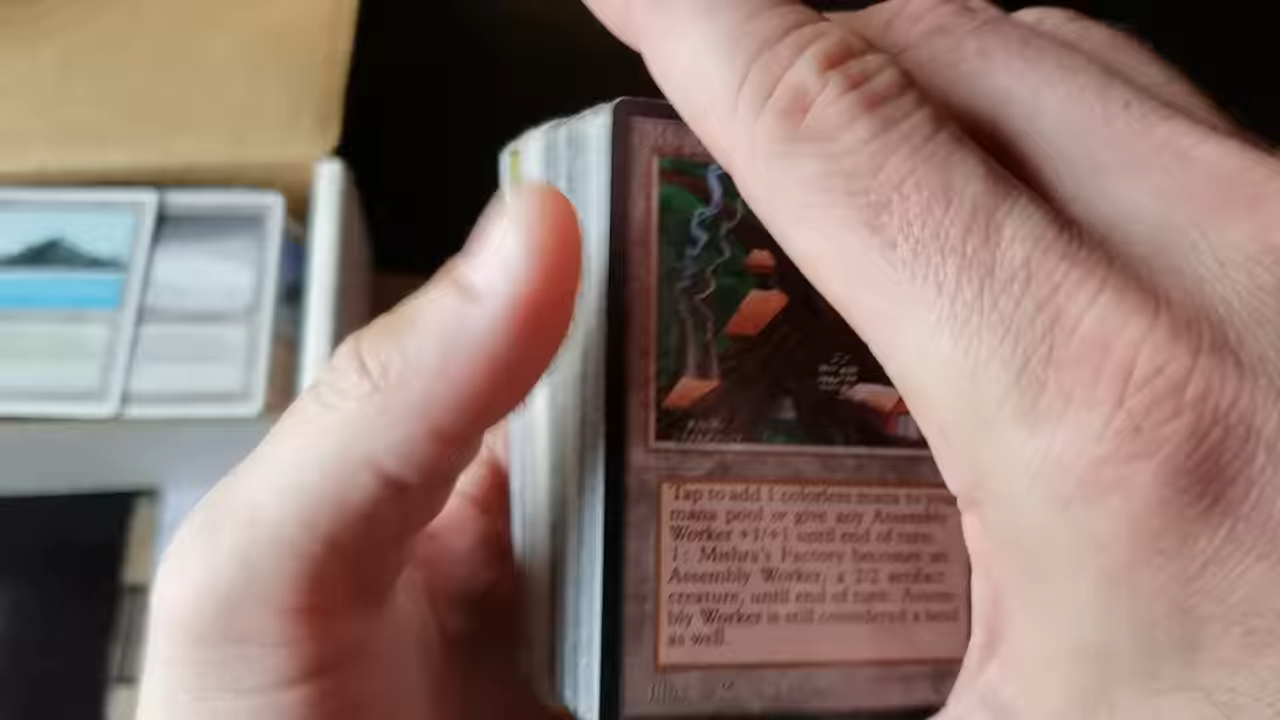 Tap to add 1 colorless mana to
mana pool or give any Assembly
Worker +1/+1 until end of turn.
1: Mishra's Factory becomes an
Assembly Worker, a 2/2 artifact
creature, until end of turn. Assem-
bly Worker is still considered a land
as well.
Illus.